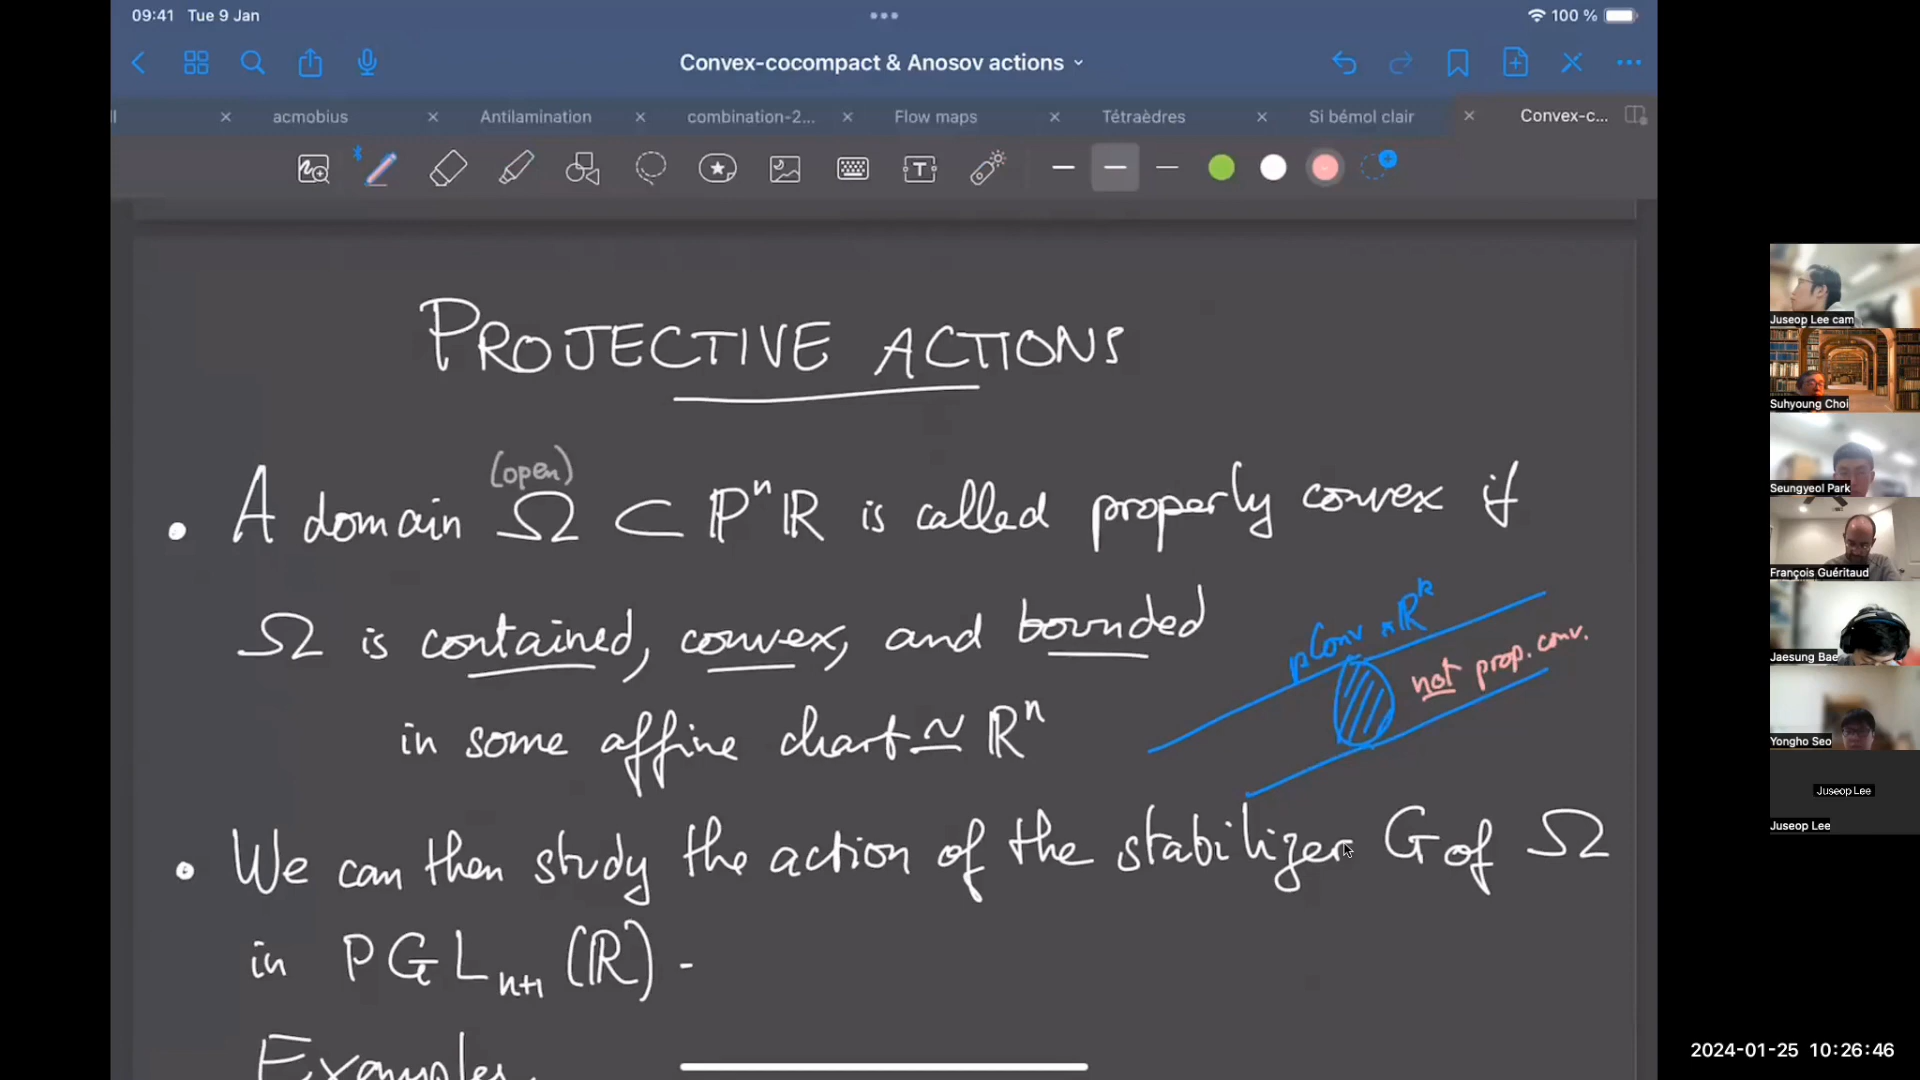 09:41 Tue 9 Jan
100 %
Convex-cocompact & Anosov actions
acmobius
Antilamination
combination-2...
Flow maps
Tétraèdres
Si bémol clair
Convex-c...
PROJECTIVE ACTIONS
(open)
• A domain Ω ⊂ ℙⁿℝ is called properly convex if
Ω is contained, convex, and bounded
in some affine chart ≃ ℝⁿ
pConv × ℝᵏ
not prop. conv.
• We can then study the action of the stabilizer G of Ω
in PGLₙ₊₁(ℝ) -
Examples
Juseop Lee cam
Suhyoung Choi
Seungyeol Park
François Guéritaud
Jaesung Bae
Yongho Seo
Juseop Lee
Juseop Lee
2024-01-25 10:26:46